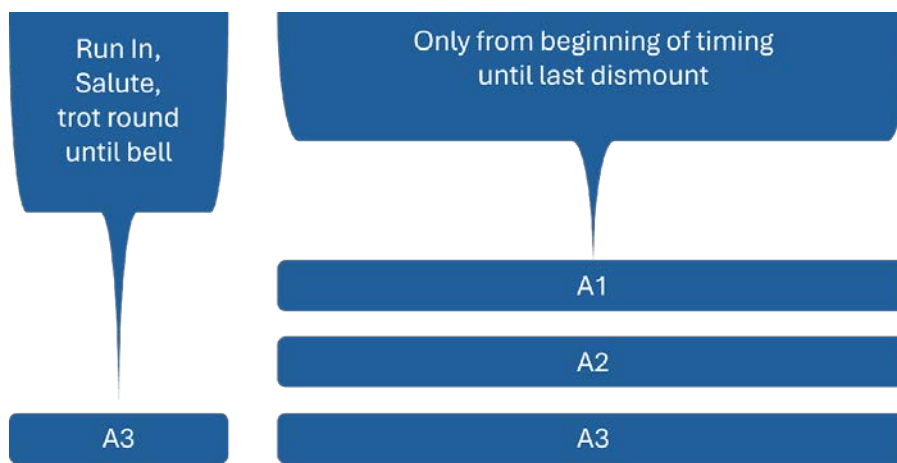 Run In,
Salute,
trot round
until bell
Only from beginning of timing
until last dismount
A1
A2
A3
A3